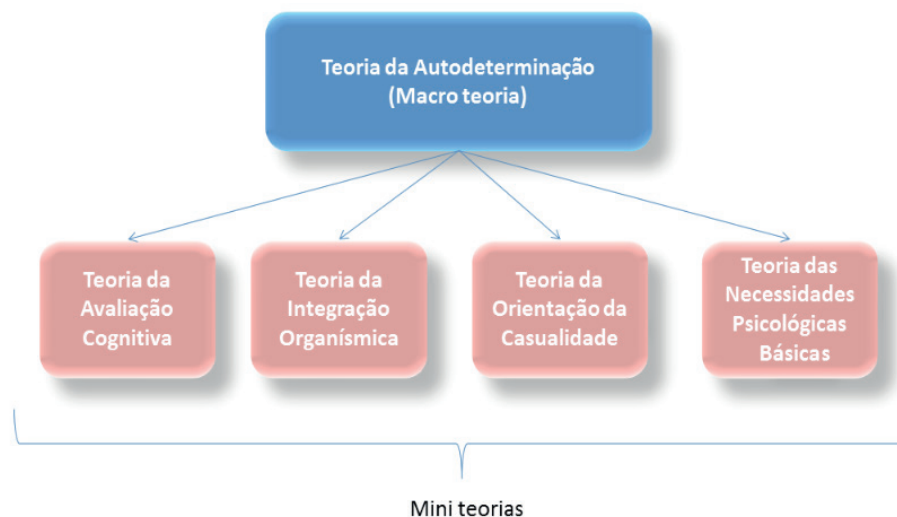 Teoria da Autodeterminação
(Macro teoria)
Teoria da
Avaliação
Cognitiva
Teoria da
Integração
Organísmica
Teoria da
Orientação da
Casualidade
Teoria das
Necessidades
Psicológicas
Básicas
Mini teorias